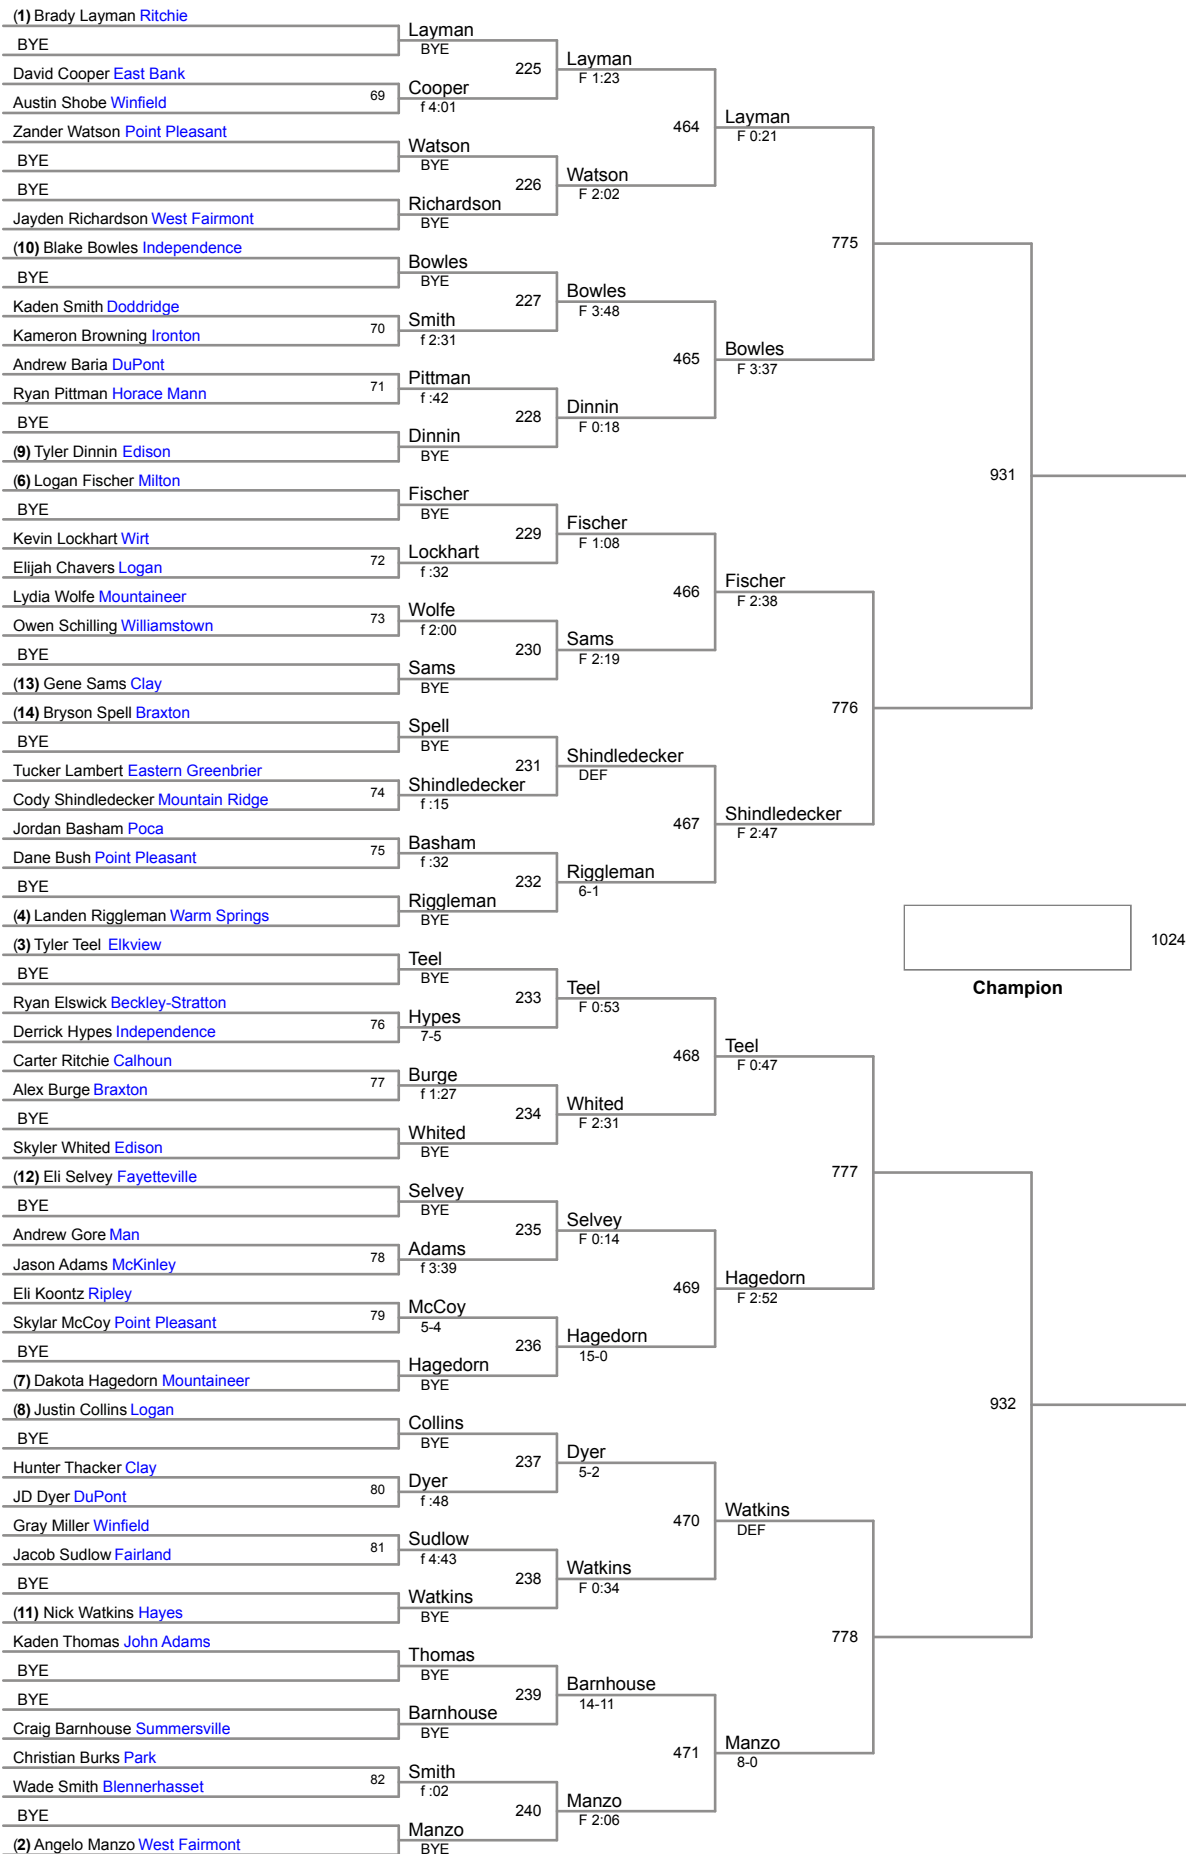 (1) Brady Layman Ritchie
BYE
David Cooper East Bank
Austin Shobe Winfield
69
Zander Watson Point Pleasant
BYE
BYE
Jayden Richardson West Fairmont
(10) Blake Bowles Independence
BYE
Kaden Smith Doddridge
Kameron Browning Ironton
70
Andrew Baria DuPont
Ryan Pittman Horace Mann
71
BYE
(9) Tyler Dinnin Edison
(6) Logan Fischer Milton
BYE
Kevin Lockhart Wirt
Elijah Chavers Logan
72
Lydia Wolfe Mountaineer
Owen Schilling Williamstown
73
BYE
(13) Gene Sams Clay
(14) Bryson Spell Braxton
BYE
Tucker Lambert Eastern Greenbrier
Cody Shindledecker Mountain Ridge
74
Jordan Basham Poca
Dane Bush Point Pleasant
75
BYE
(4) Landen Riggleman Warm Springs
(3) Tyler Teel Elkview
BYE
Ryan Elswick Beckley-Stratton
Derrick Hypes Independence
76
Carter Ritchie Calhoun
Alex Burge Braxton
77
BYE
Skyler Whited Edison
(12) Eli Selvey Fayetteville
BYE
Andrew Gore Man
Jason Adams McKinley
78
Eli Koontz Ripley
Skylar McCoy Point Pleasant
79
BYE
(7) Dakota Hagedorn Mountaineer
(8) Justin Collins Logan
BYE
Hunter Thacker Clay
JD Dyer DuPont
80
Gray Miller Winfield
Jacob Sudlow Fairland
81
BYE
(11) Nick Watkins Hayes
Kaden Thomas John Adams
BYE
BYE
Craig Barnhouse Summersville
Christian Burks Park
Wade Smith Blennerhasset
82
BYE
(2) Angelo Manzo West Fairmont
Layman
BYE
225
Cooper
f 4:01
Watson
BYE
226
Richardson
BYE
Bowles
BYE
227
Smith
f 2:31
Pittman
f :42
228
Dinnin
BYE
Fischer
BYE
229
Lockhart
f :32
Wolfe
f 2:00
230
Sams
BYE
Spell
BYE
231
Shindledecker
f :15
Basham
f :32
232
Riggleman
BYE
Teel
BYE
233
Hypes
7-5
Burge
f 1:27
234
Whited
BYE
Selvey
BYE
235
Adams
f 3:39
McCoy
5-4
236
Hagedorn
BYE
Collins
BYE
237
Dyer
f :48
Sudlow
f 4:43
238
Watkins
BYE
Thomas
BYE
239
Barnhouse
BYE
Smith
f :02
240
Manzo
BYE
Layman
F 1:23
464
Watson
F 2:02
Bowles
F 3:48
465
Dinnin
F 0:18
Fischer
F 1:08
466
Sams
F 2:19
Shindledecker
DEF
467
Riggleman
6-1
Teel
F 0:53
468
Whited
F 2:31
Selvey
F 0:14
469
Hagedorn
15-0
Dyer
5-2
470
Watkins
F 0:34
Barnhouse
14-11
471
Manzo
F 2:06
Layman
F 0:21
775
Bowles
F 3:37
Fischer
F 2:38
776
Shindledecker
F 2:47
Teel
F 0:47
777
Hagedorn
F 2:52
Watkins
DEF
778
Manzo
8-0
931
932
1024
Champion